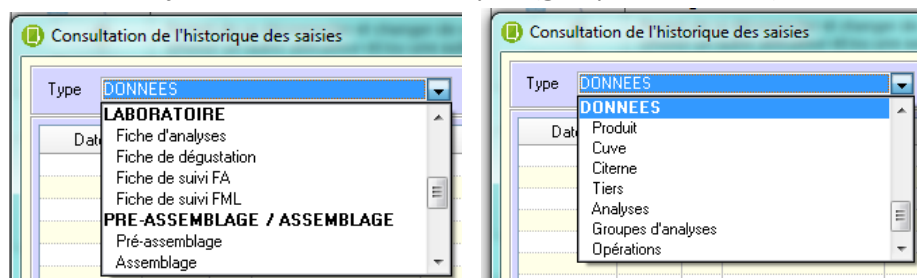 Consultation de l'historique des saisies
Type DONNEES
Dat
LABORATOIRE
Fiche d'analyses
Fiche de dégustation
Fiche de suivi FA
Fiche de suivi FML
PRE-ASSEMBLAGE / ASSEMBLAGE
Pré-assemblage
Assemblage
Consultation de l'historique des saisies
Type DONNEES
Dat
DONNEES
Produit
Cuve
Citerne
Tiers
Analyses
Groupes d'analyses
Opérations